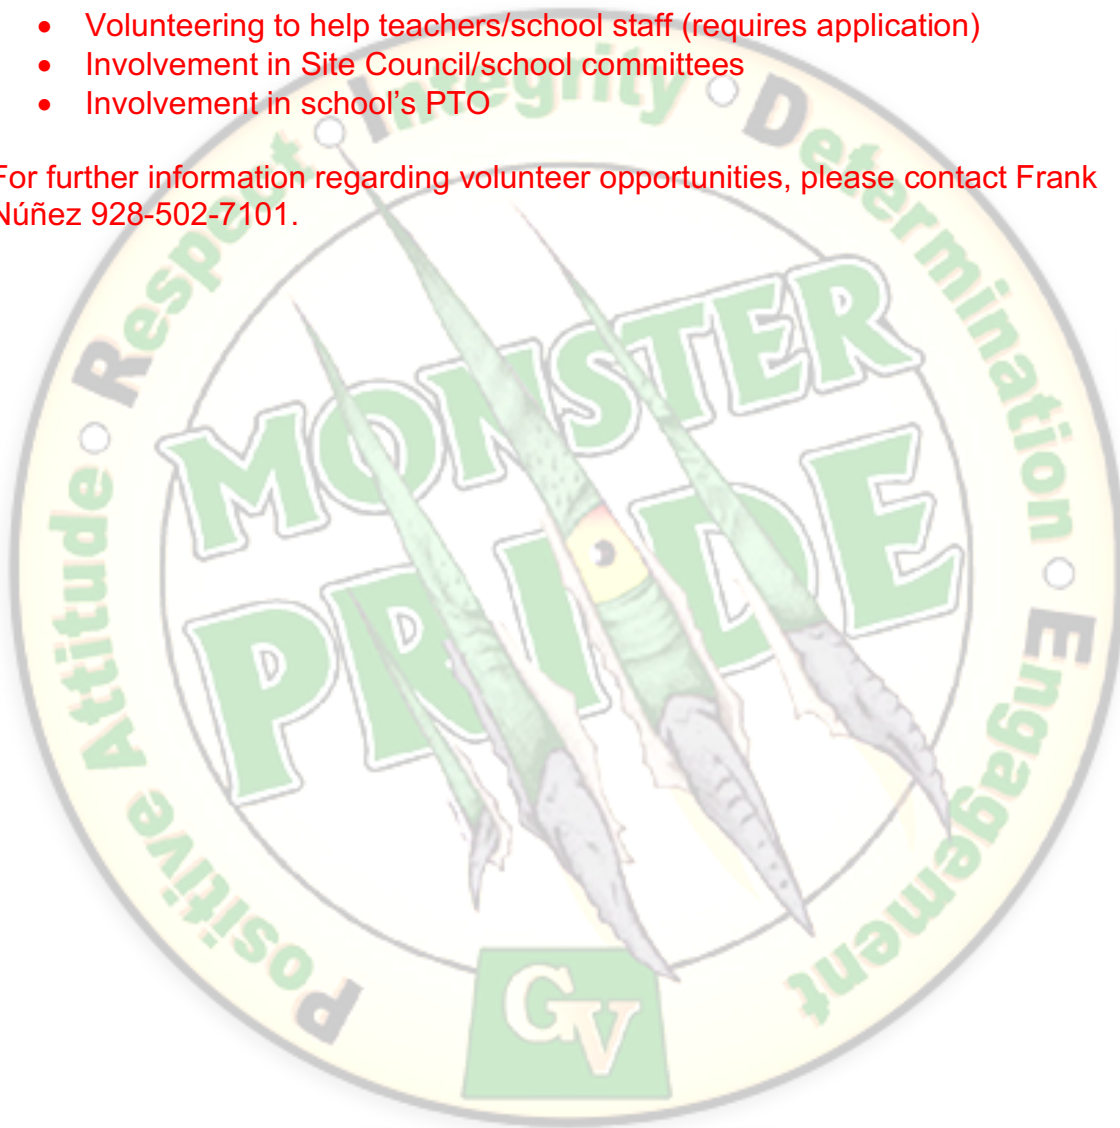 • Volunteering to help teachers/school staff (requires application)
• Involvement in Site Council/school committees
• Involvement in school’s PTO
For further information regarding volunteer opportunities, please contact Frank
Núñez 928-502-7101.
Positive Attitude • Respect • Integrity • Determination • Engagement
MONSTER
PRIDE
GV